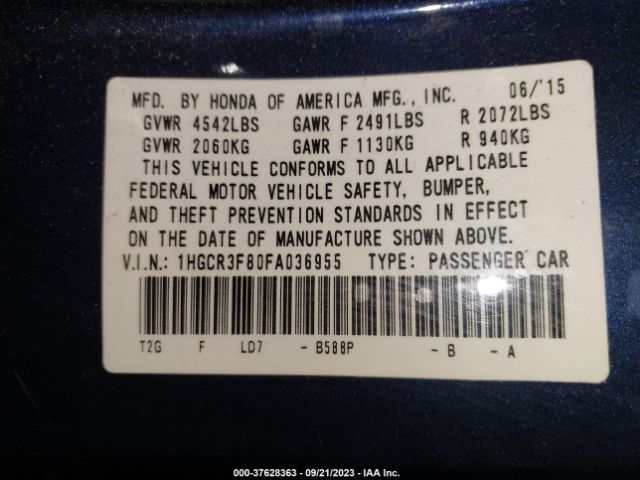 MFD. BY HONDA OF AMERICA MFG., INC. 06/'15
GVWR 4542LBS GAWR F 2491LBS R 2072LBS
GVWR 2060KG GAWR F 1130KG R 940KG
THIS VEHICLE CONFORMS TO ALL APPLICABLE
FEDERAL MOTOR VEHICLE SAFETY, BUMPER,
AND THEFT PREVENTION STANDARDS IN EFFECT
ON THE DATE OF MANUFACTURE SHOWN ABOVE.
V.I.N.: 1HGCR3F80FA036955 TYPE: PASSENGER CAR
T2G F LD7 - B588P - B - A
000-37628363 - 09/21/2023 - IAA Inc.